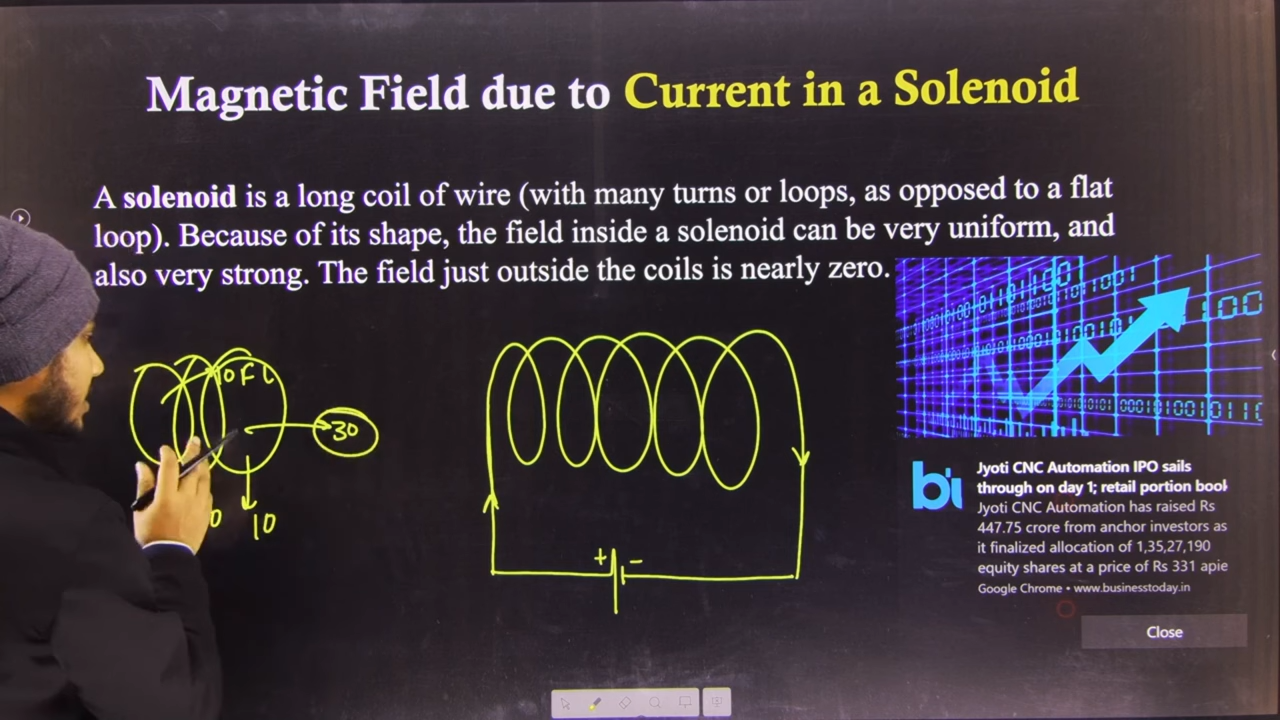 Magnetic Field due to Current in a Solenoid
A solenoid is a long coil of wire (with many turns or loops, as opposed to a flat
loop). Because of its shape, the field inside a solenoid can be very uniform, and
also very strong. The field just outside the coils is nearly zero.
30
10
+ -
bi
Jyoti CNC Automation IPO sails
through on day 1; retail portion book
Jyoti CNC Automation has raised Rs
447.75 crore from anchor investors as
it finalized allocation of 1,35,27,190
equity shares at a price of Rs 331 apie
Google Chrome • www.businesstoday.in
Close